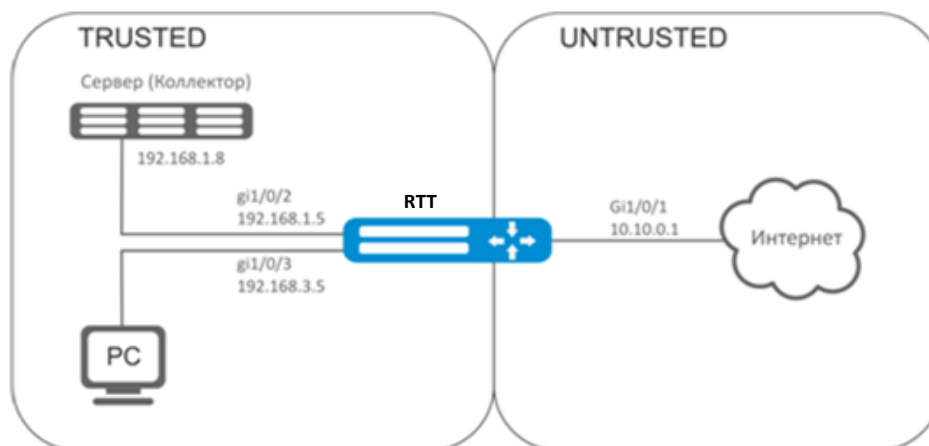 TRUSTED
UNTRUSTED
Сервер (Коллектор)
192.168.1.8
gi1/0/2
192.168.1.5
RTT
Gi1/0/1
10.10.0.1
Интернет
gi1/0/3
192.168.3.5
PC